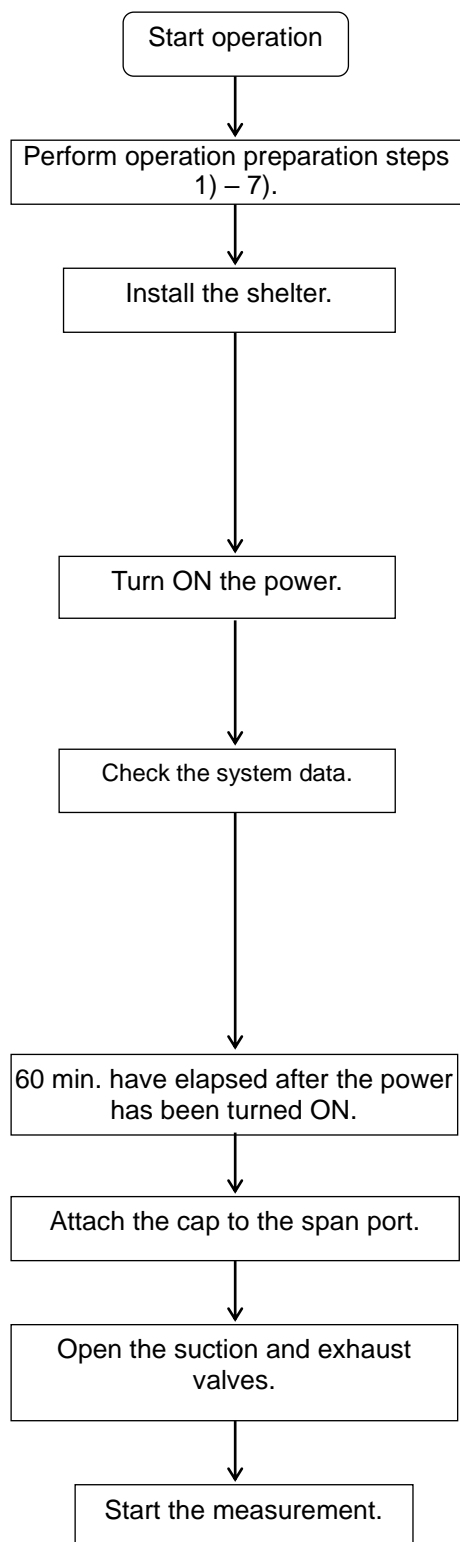 Start operation
Perform operation preparation steps
1) – 7).
Install the shelter.
Turn ON the power.
Check the system data.
60 min. have elapsed after the power
has been turned ON.
Attach the cap to the span port.
Open the suction and exhaust
valves.
Start the measurement.